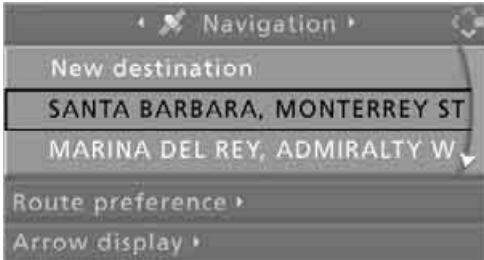 Navigation
New destination
SANTA BARBARA, MONTERREY ST
MARINA DEL REY, ADMIRALTY W
Route preference
Arrow display